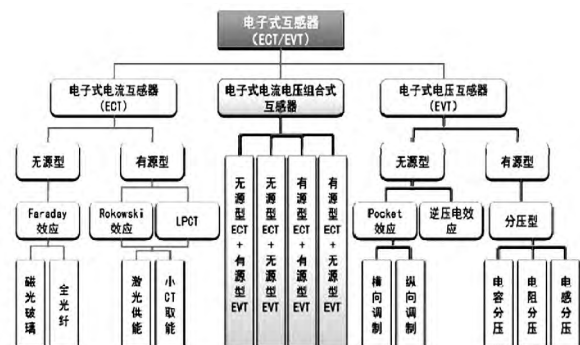 电子式互感器
(ECT/EVT)
电子式电流互感器
(ECT)
电子式电流电压组合式
互感器
电子式电压互感器
(EVT)
无源型
有源型
无源型
有源型
Faraday
效应
Rokowski
效应
LPCT
Pocket
效应
逆压电效
应
分压型
磁光玻璃
全光纤
激光供能
小CT取能
无源型ECT+有源型EVT
无源型ECT+无源型EVT
有源型ECT+有源型EVT
有源型ECT+无源型EVT
横向调制
纵向调制
电容分压
电阻分压
电感分压